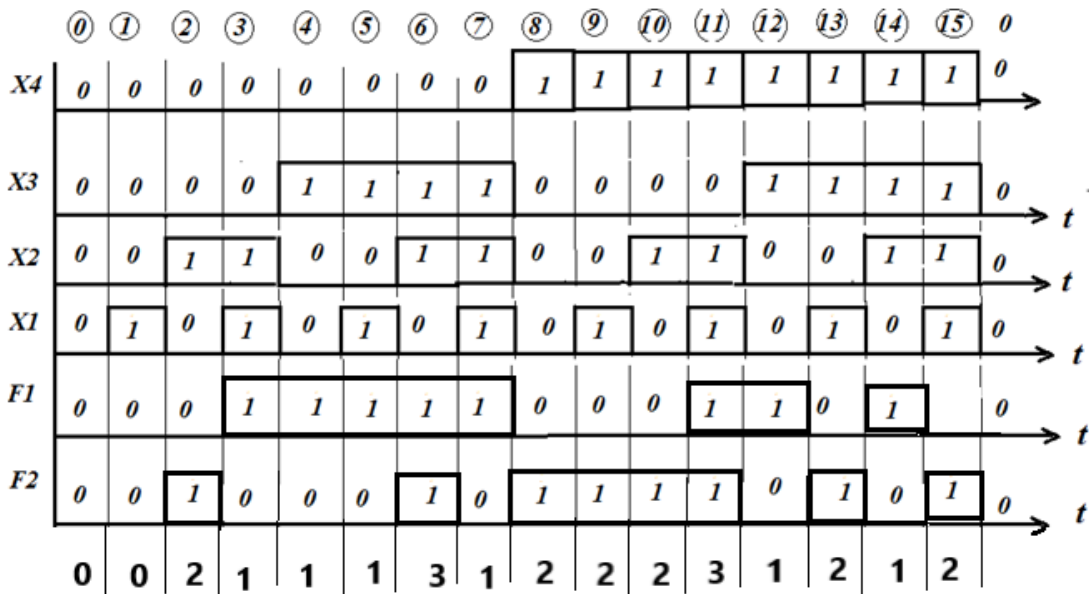 0 1 2 3 4 5 6 7 8 9 10 11 12 13 14 15 0
X4 0 0 0 0 0 0 0 0 1 1 1 1 1 1 1 1 0
X3 0 0 0 0 1 1 1 1 0 0 0 0 1 1 1 1 0 t
X2 0 0 1 1 0 0 1 1 0 0 1 1 0 0 1 1 0 t
X1 0 1 0 1 0 1 0 1 0 1 0 1 0 1 0 1 0 t
F1 0 0 0 1 1 1 1 1 0 0 0 1 1 0 1 0 t
F2 0 0 1 0 0 0 1 0 1 1 1 1 0 1 0 1 0 t
0 0 2 1 1 1 3 1 2 2 2 3 1 2 1 2